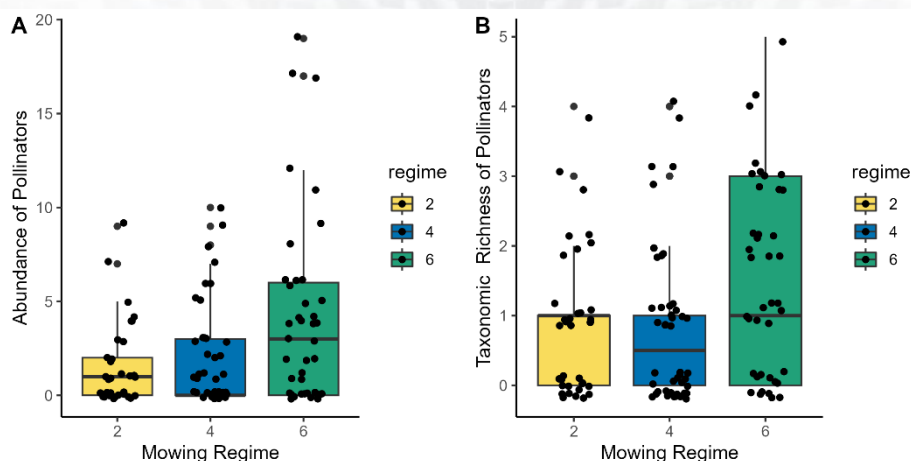 A
Abundance of Pollinators
20
15
10
5
0
2 4 6
Mowing Regime
regime
2
4
6
B
Taxonomic Richness of Pollinators
5
4
3
2
1
0
2 4 6
Mowing Regime
regime
2
4
6